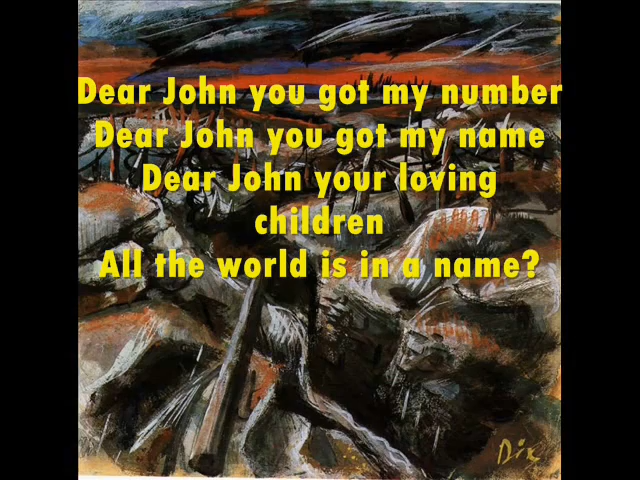 Dear John you got my number
Dear John you got my name
Dear John your loving
children
All the world is in a name?
Dix